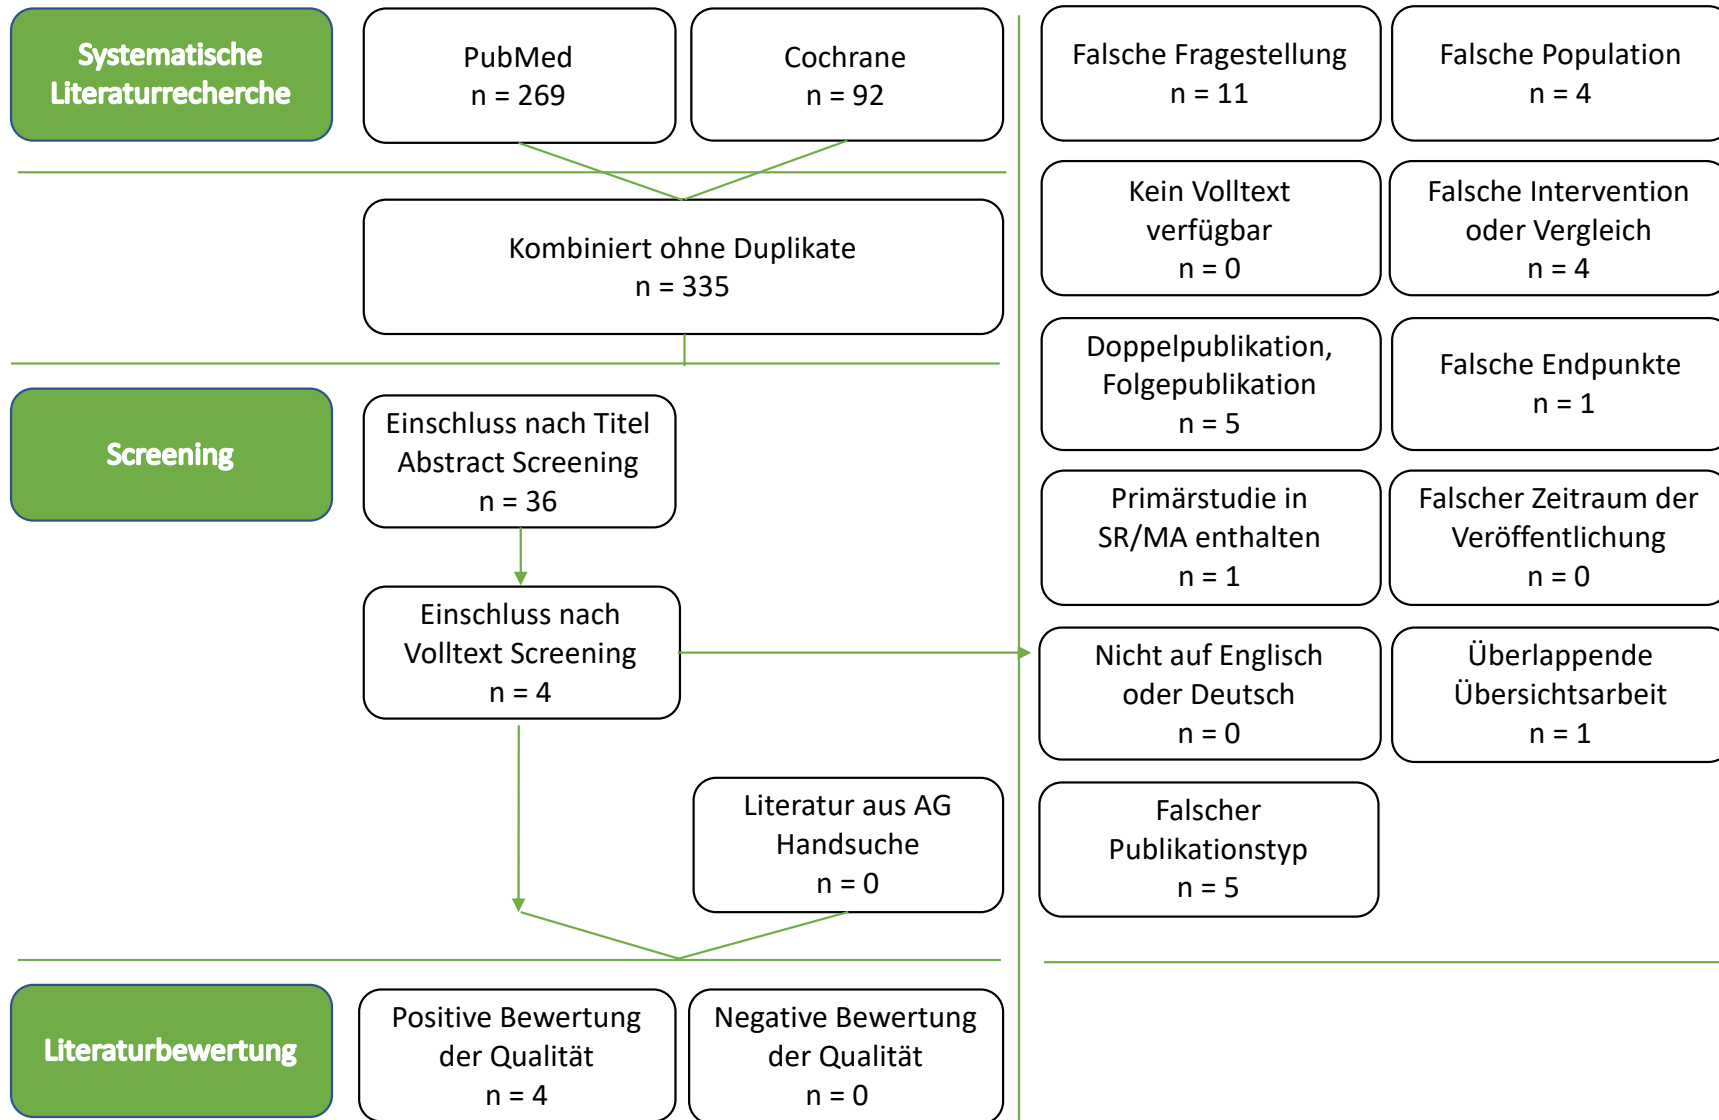 Systematische
Literaturrecherche
PubMed
n = 269
Cochrane
n = 92
Kombiniert ohne Duplikate
n = 335
Screening
Einschluss nach Titel
Abstract Screening
n = 36
Einschluss nach
Volltext Screening
n = 4
Literatur aus AG
Handsuche
n = 0
Literaturbewertung
Positive Bewertung
der Qualität
n = 4
Negative Bewertung
der Qualität
n = 0
Falsche Fragestellung
n = 11
Falsche Population
n = 4
Kein Volltext
verfügbar
n = 0
Falsche Intervention
oder Vergleich
n = 4
Doppelpublikation,
Folgepublikation
n = 5
Falsche Endpunkte
n = 1
Primärstudie in
SR/MA enthalten
n = 1
Falscher Zeitraum der
Veröffentlichung
n = 0
Nicht auf Englisch
oder Deutsch
n = 0
Überlappende
Übersichtsarbeit
n = 1
Falscher
Publikationstyp
n = 5